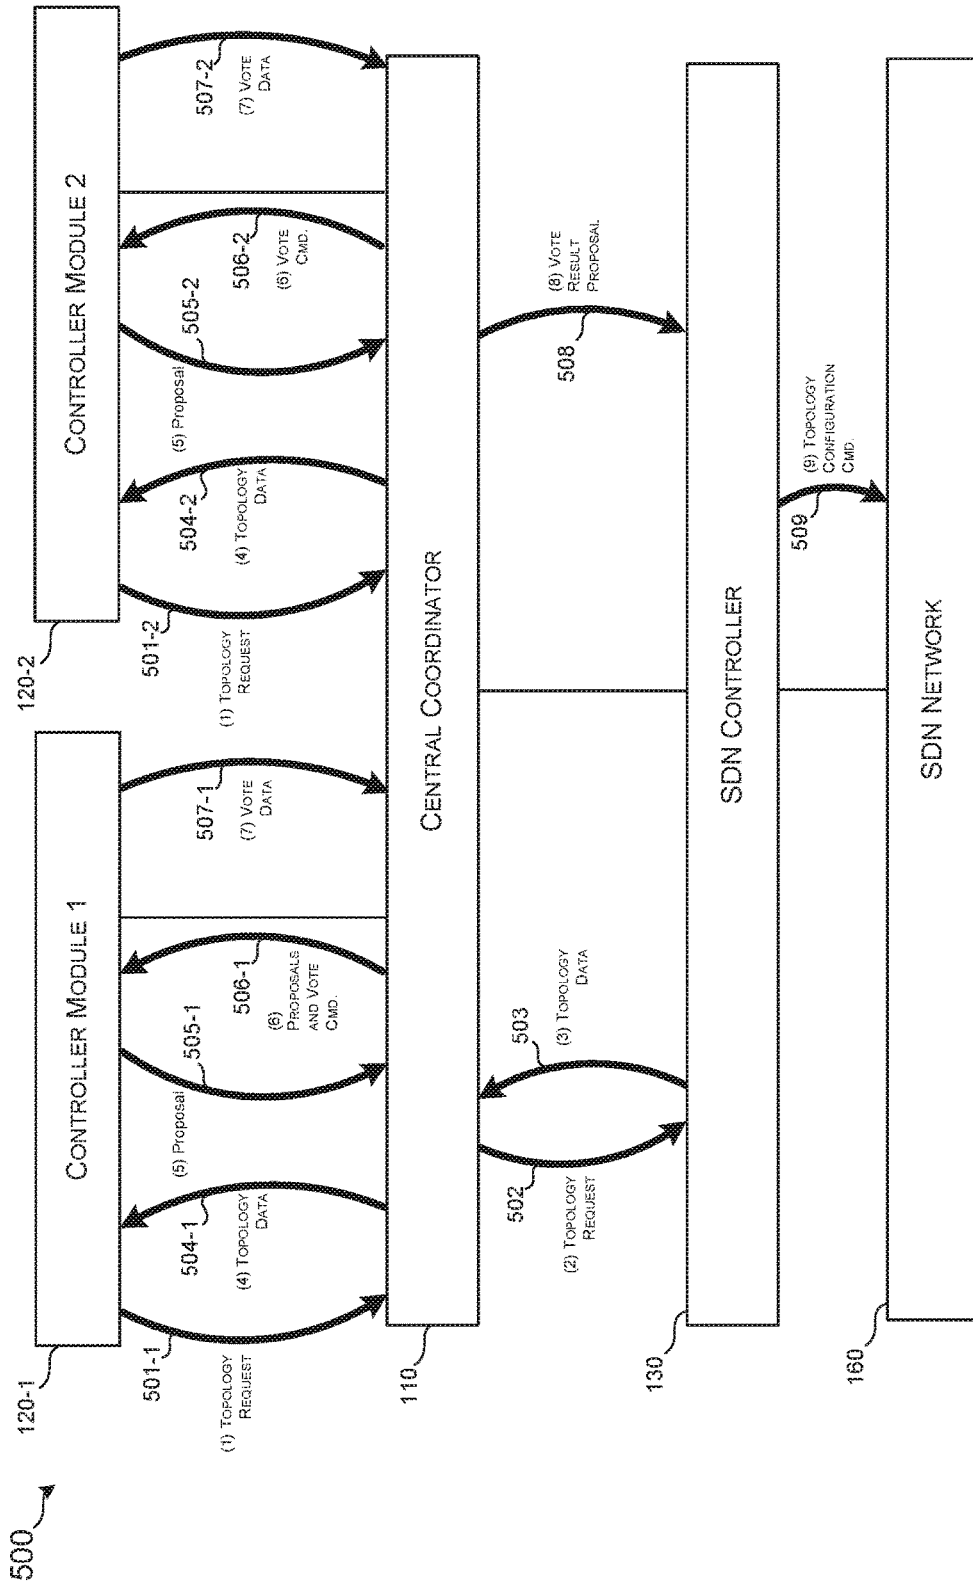 500
120-1
CONTROLLER MODULE 1
120-2
CONTROLLER MODULE 2
501-1
(1) TOPOLOGY
REQUEST
504-1
(4) TOPOLOGY
DATA
505-1
(5) Proposal
506-1
(6)
PROPOSALS
AND VOTE
CMD.
507-1
(7) VOTE
DATA
501-2
(1) TOPOLOGY
REQUEST
504-2
(4) TOPOLOGY
DATA
505-2
(5) Proposal
506-2
(6) VOTE
CMD.
507-2
(7) VOTE
DATA
110
CENTRAL COORDINATOR
502
(2) TOPOLOGY
REQUEST
503
(3) TOPOLOGY
DATA
508
(8) VOTE
RESULT
PROPOSAL
130
SDN CONTROLLER
509
(9) TOPOLOGY
CONFIGURATION
CMD.
160
SDN NETWORK